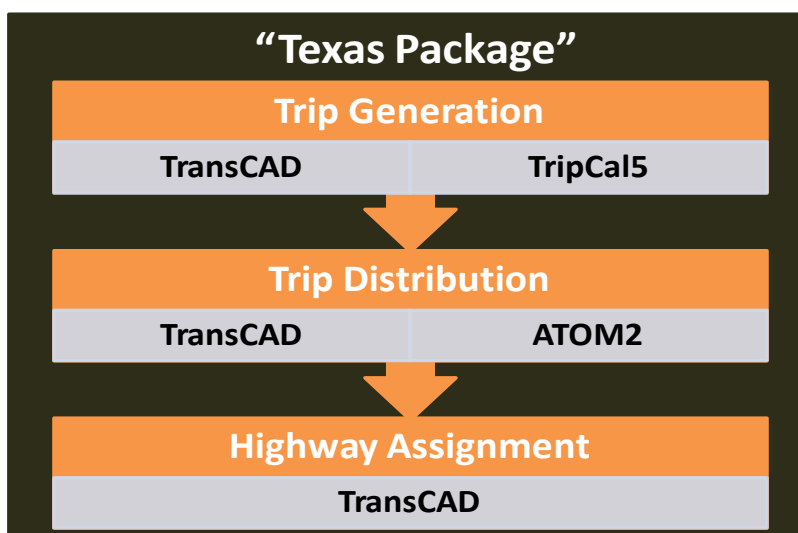 “Texas Package”
Trip Generation
TransCAD TripCal5
Trip Distribution
TransCAD ATOM2
Highway Assignment
TransCAD